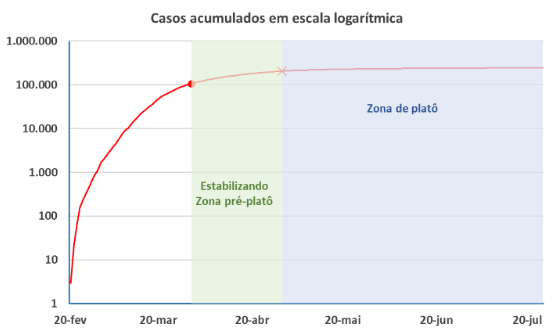 Casos acumulados em escala logarítmica
1.000.000
100.000
10.000
1.000
100
10
1
Zona de platô
Estabilizando
Zona pré-platô
20-fev
20-mar
20-abr
20-mai
20-jun
20-jul